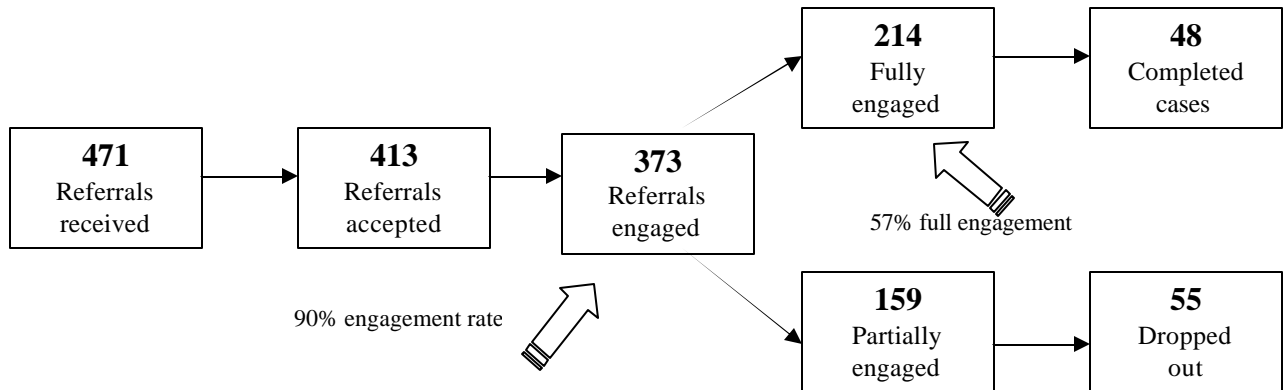 471
Referrals
received
413
Referrals
accepted
373
Referrals
engaged
90% engagement rate
214
Fully
engaged
48
Completed
cases
57% full engagement
159
Partially
engaged
55
Dropped
out